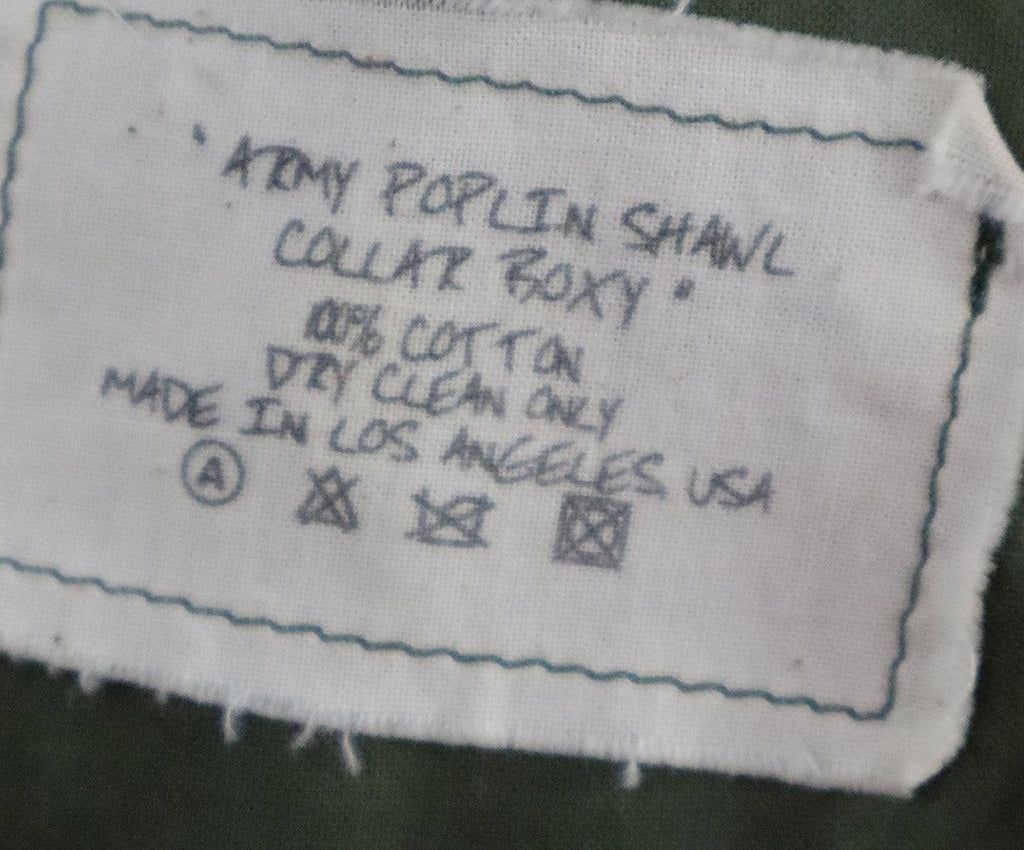 "ARMY POPLIN SHAWL
COLLAR BOXY"
100% COTTON
DRY CLEAN ONLY
MADE IN LOS ANGELES USA
A